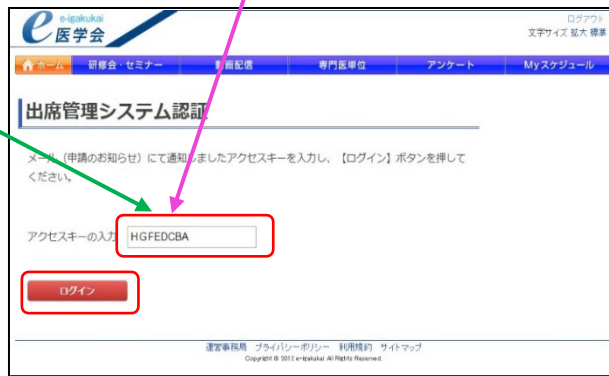 e-igakukai
医学会
ログアウト
文字サイズ 拡大 標準
ホーム 研修会・セミナー 動画配信 専門医単位 アンケート Myスケジュール
出席管理システム認証
メール（申請のお知らせ）にて通知しましたアクセスキーを入力し、【ログイン】ボタンを押して
ください。
アクセスキーの入力 HGFEDCBA
ログイン
運営事務局 プライバシーポリシー 利用規約 サイトマップ
Copyright © 2012 e-igakukai All Rights Reserved.